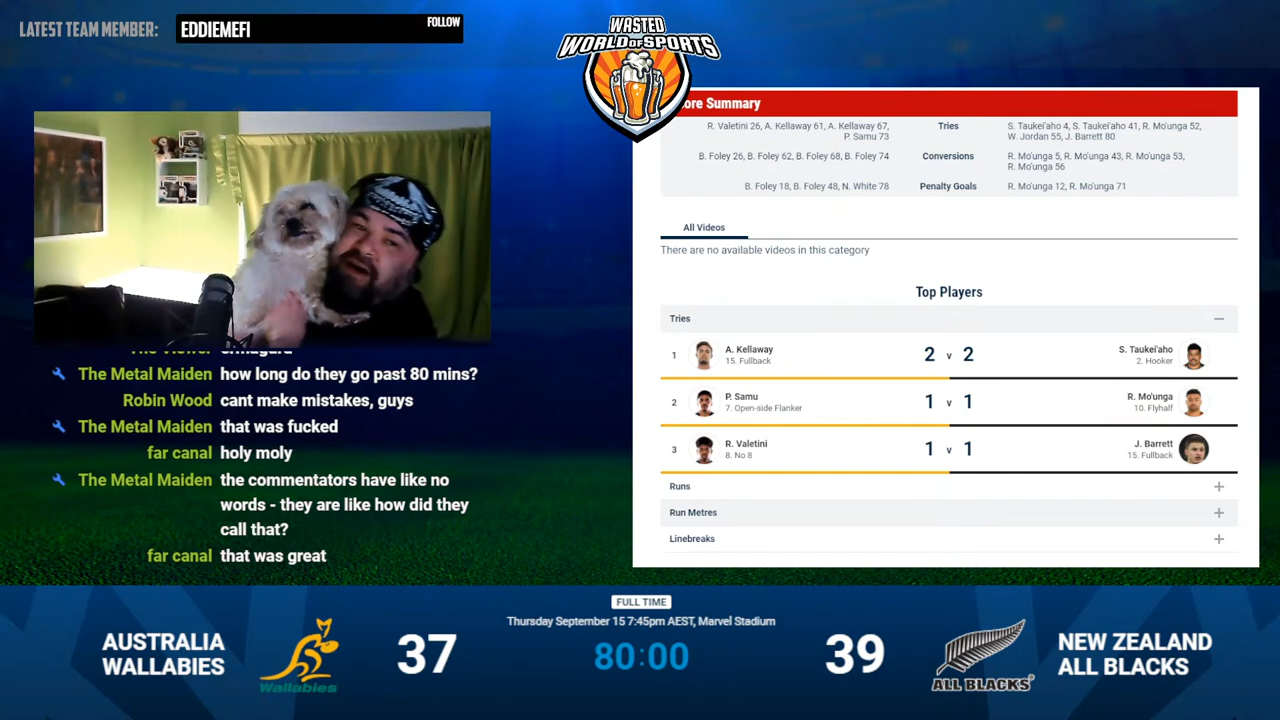 LATEST TEAM MEMBER:
EDDIEMEFI
FOLLOW
WASTED
WORLD OF SPORTS
ore Summary
R. Valetini 26, A. Kellaway 61, A. Kellaway 67,
P. Samu 73
Tries
S. Taukei'aho 4, S. Taukei'aho 41, R. Mo'unga 52,
W. Jordan 55, J. Barrett 80
B. Foley 26, B. Foley 62, B. Foley 68, B. Foley 74
Conversions
R. Mo'unga 5, R. Mo'unga 43, R. Mo'unga 53,
R. Mo'unga 56
B. Foley 18, B. Foley 48, N. White 78
Penalty Goals
R. Mo'unga 12, R. Mo'unga 71
All Videos
There are no available videos in this category
Top Players
Tries
1 A. Kellaway 2 v 2 S. Taukei'aho
15. Fullback 2. Hooker
2 P. Samu 1 v 1 R. Mo'unga
7. Open-side Flanker 10. Flyhalf
3 R. Valetini 1 v 1 J. Barrett
8. No 8 15. Fullback
Runs
Run Metres
Linebreaks
The Metal Maiden how long do they go past 80 mins?
Robin Wood cant make mistakes, guys
The Metal Maiden that was fucked
far canal holy moly
The Metal Maiden the commentators have like no
words - they are like how did they
call that?
far canal that was great
AUSTRALIA
WALLABIES
Wallabies
37
FULL TIME
Thursday September 15 7:45pm AEST, Marvel Stadium
80:00
39
ALL BLACKS
NEW ZEALAND
ALL BLACKS